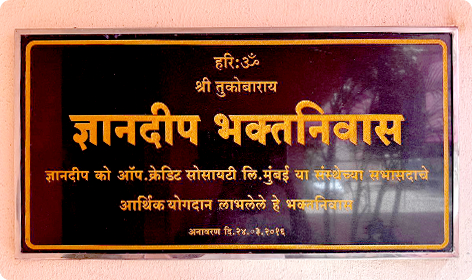 हरि:ॐ
श्री तुकोबाराय
ज्ञानदीप भक्तनिवास
ज्ञानदीप को ऑप.क्रेडिट सोसायटी लि.मुंबई या संस्थेच्या सभासदाचे
आर्थिक योगदान लाभलेले हे भक्तनिवास
अनावरण दि.२४.०३.२०१६